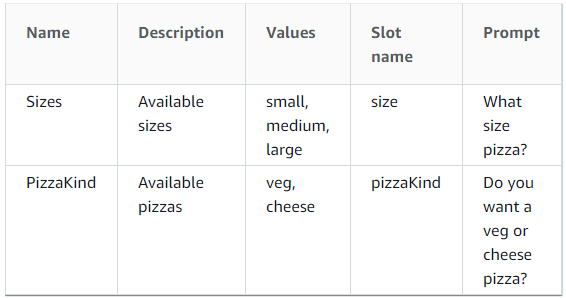 Name Description Values Slot name Prompt
Sizes Available sizes small, medium, large size What size pizza?
PizzaKind Available pizzas veg, cheese pizzaKind Do you want a veg or cheese pizza?